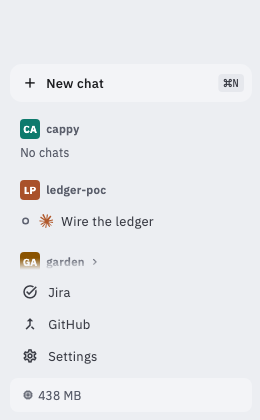 New chat ⌘N
CA cappy
No chats
LP ledger-poc
Wire the ledger
GA garden
Jira
GitHub
Settings
438 MB